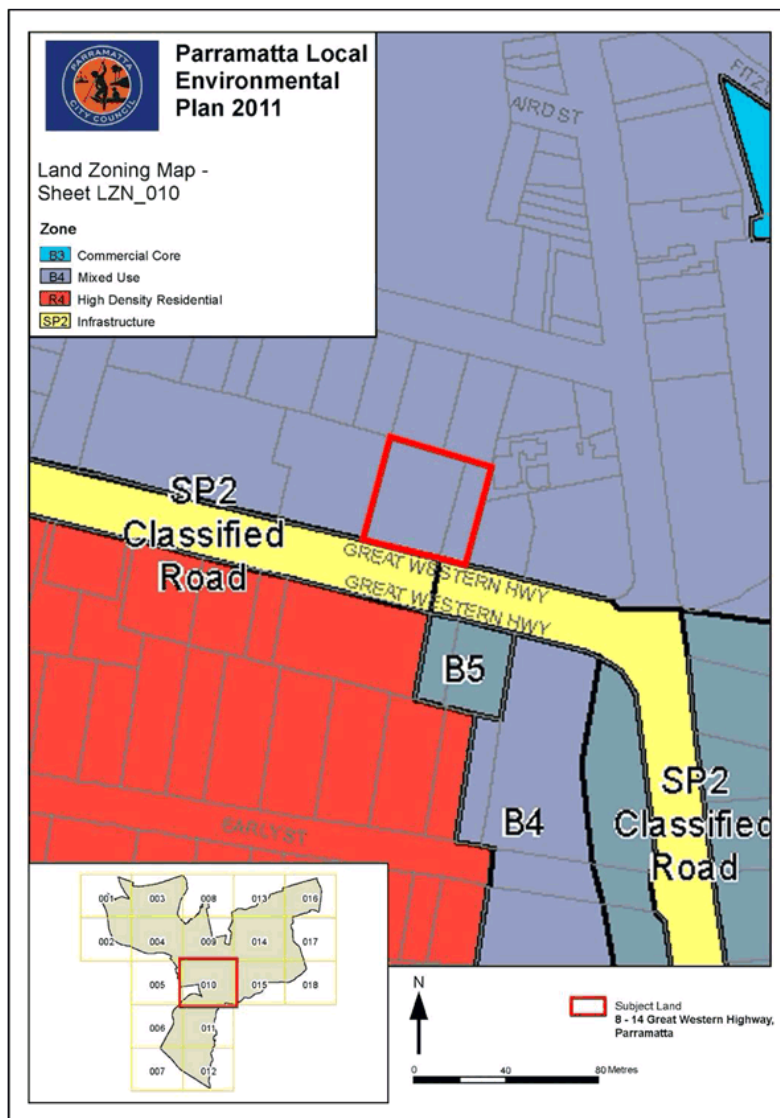 PARRAMATTA
CITY COUNCIL
Parramatta Local
Environmental
Plan 2011
Land Zoning Map -
Sheet LZN_010
Zone
B3 Commercial Core
B4 Mixed Use
R4 High Density Residential
SP2 Infrastructure
AIRD ST
SP2
Classified
Road
GREAT WESTERN HWY
GREAT WESTERN HWY
B5
B4
SP2
Classified
Road
EARLY ST
001
003
008
013
016
002
004
009
014
017
005
010
015
018
006
011
007
012
N
Subject Land
8 - 14 Great Western Highway,
Parramatta
0 40 80 Metres